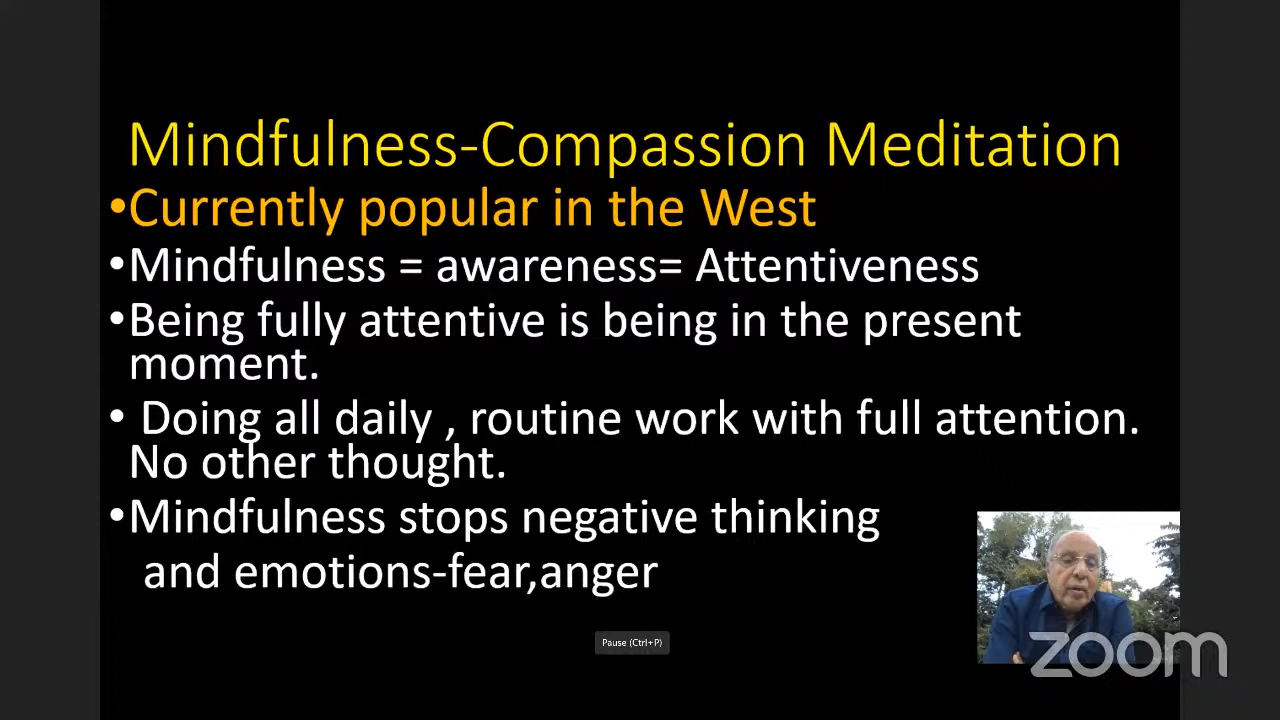 Mindfulness-Compassion Meditation
•Currently popular in the West
•Mindfulness = awareness= Attentiveness
•Being fully attentive is being in the present
moment.
• Doing all daily , routine work with full attention.
No other thought.
•Mindfulness stops negative thinking
and emotions-fear,anger
Pause (Ctrl+P)
zoom